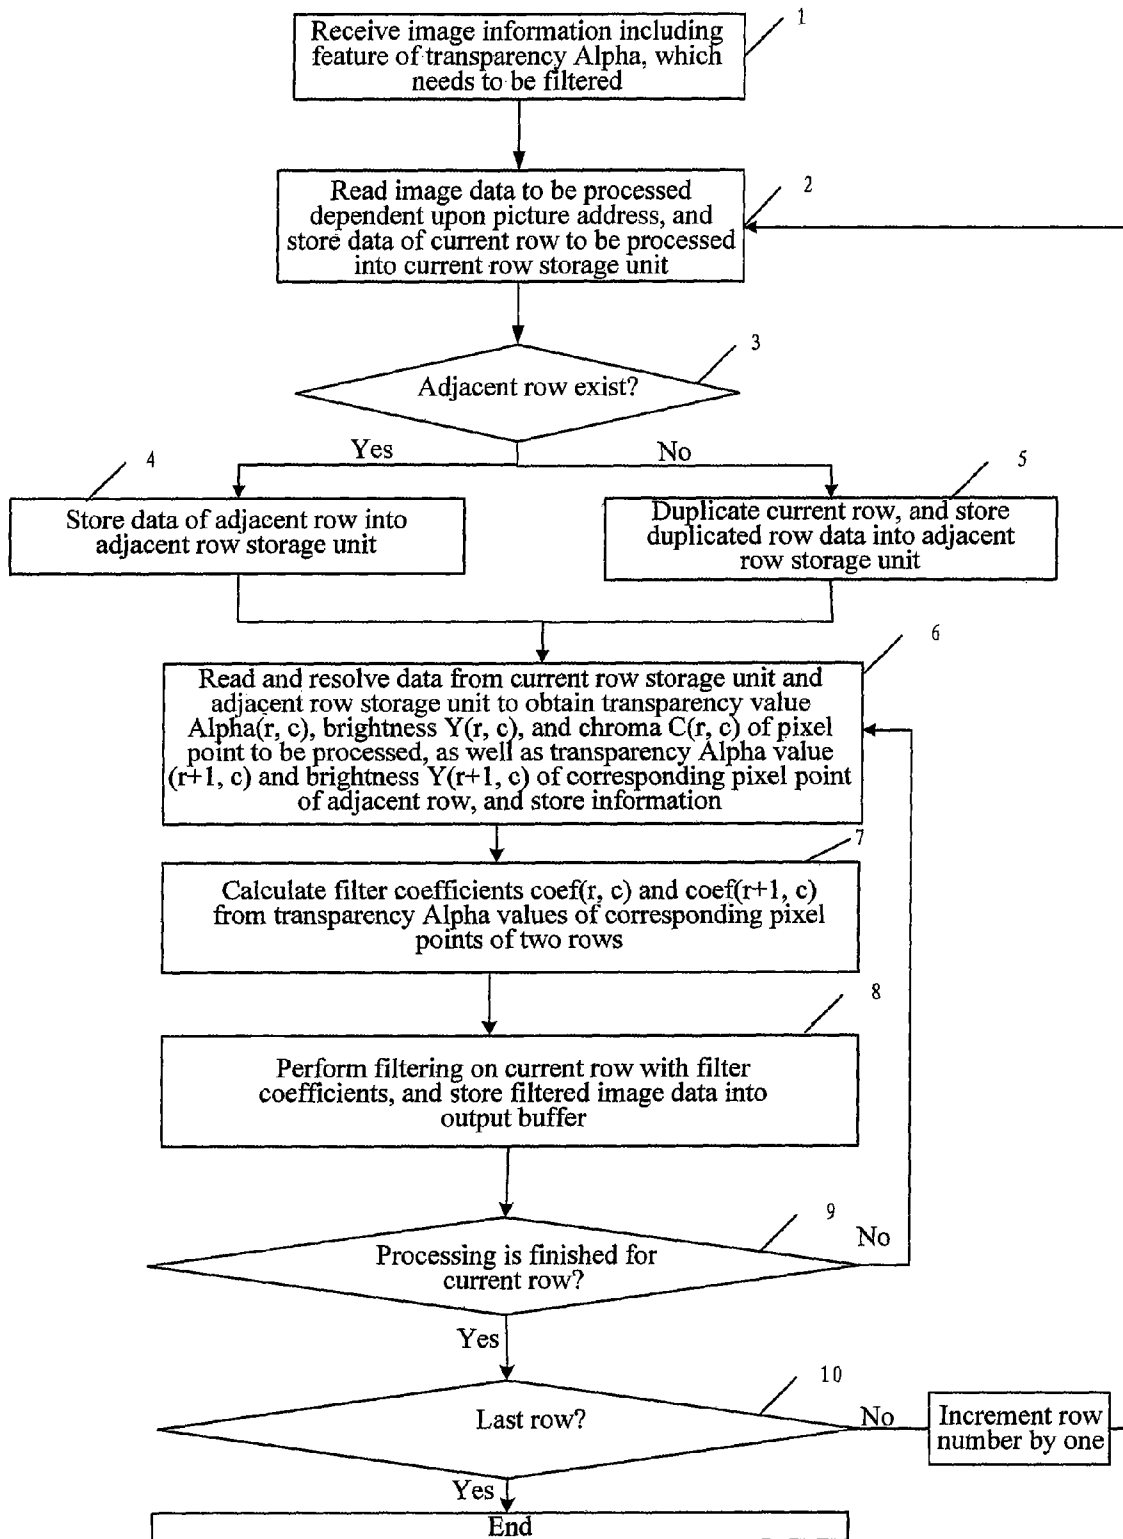 1
Receive image information including
feature of transparency Alpha, which
needs to be filtered
2
Read image data to be processed
dependent upon picture address, and
store data of current row to be processed
into current row storage unit
3
Adjacent row exist?
Yes
No
4
Store data of adjacent row into
adjacent row storage unit
5
Duplicate current row, and store
duplicated row data into adjacent
row storage unit
6
Read and resolve data from current row storage unit and
adjacent row storage unit to obtain transparency value
Alpha(r, c), brightness Y(r, c), and chroma C(r, c) of pixel
point to be processed, as well as transparency Alpha value
(r+1, c) and brightness Y(r+1, c) of corresponding pixel point
of adjacent row, and store information
7
Calculate filter coefficients coef(r, c) and coef(r+1, c)
from transparency Alpha values of corresponding pixel
points of two rows
8
Perform filtering on current row with filter
coefficients, and store filtered image data into
output buffer
9
Processing is finished for
current row?
No
Yes
10
Last row?
No
Increment row
number by one
Yes
End